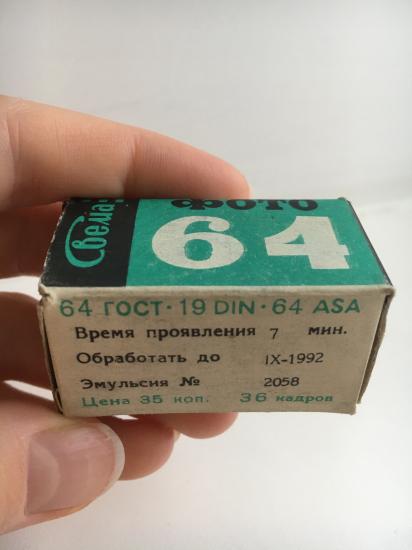 Свема
ФОТО
64
64 ГОСТ · 19 DIN · 64 ASA
Время проявления 7 мин.
Обработать до IX-1992
Эмульсия № 2058
Цена 35 коп. 36 кадров